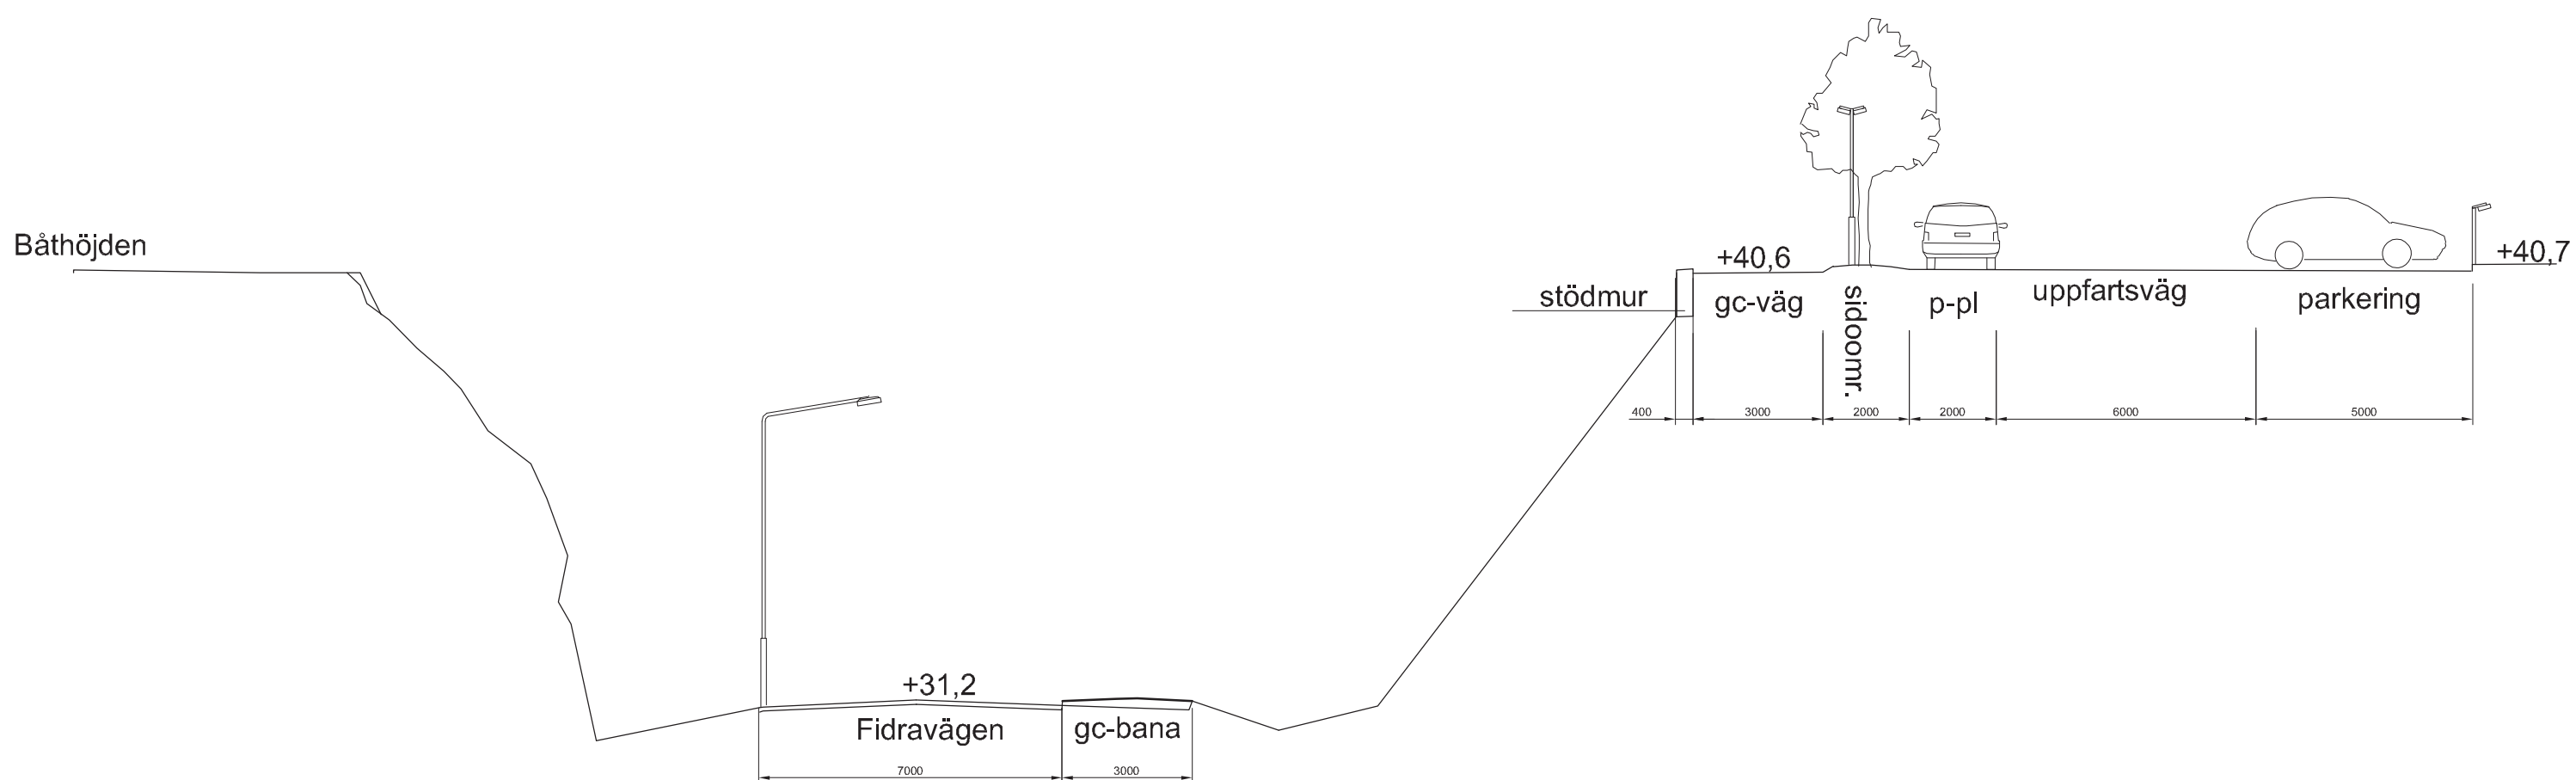 Båthöjden
+40,6
+40,7
stödmur
gc-väg
sidoomr.
p-pl
uppfartsväg
parkering
400
3000
2000
2000
6000
5000
+31,2
Fidravägen
gc-bana
7000
3000